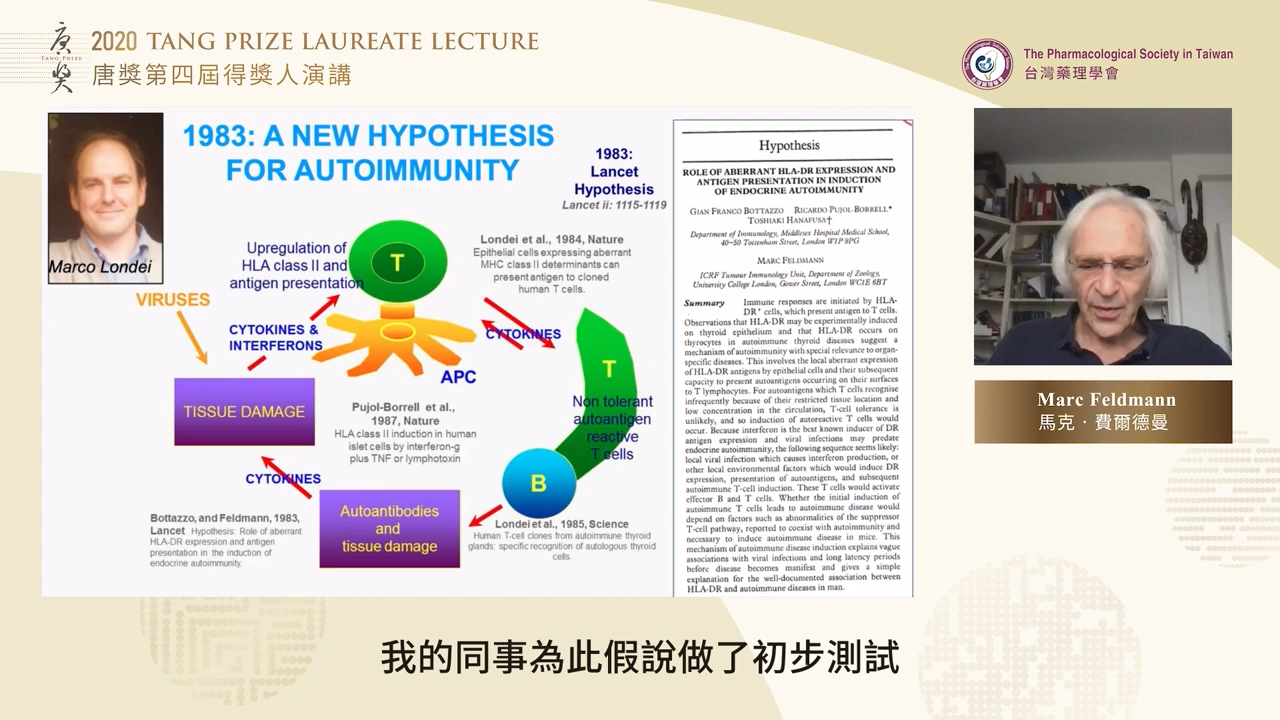 2020 TANG PRIZE LAUREATE LECTURE
唐獎第四屆得獎人演講
唐獎
TANG PRIZE
The Pharmacological Society in Taiwan
台灣藥理學會
Marco Londei
1983: A NEW HYPOTHESIS
FOR AUTOIMMUNITY
1983:
Lancet
Hypothesis
Lancet ii: 1115-1119
Upregulation of
HLA class II and
antigen presentation
T
Londei et al., 1984, Nature
Epithelial cells expressing aberrant
MHC class II determinants can
present antigen to cloned
human T cells.
VIRUSES
CYTOKINES &
INTERFERONS
CYTOKINES
APC
TISSUE DAMAGE
Pujol-Borrell et al.,
1987, Nature
HLA class II induction in human
islet cells by interferon-g
plus TNF or lymphotoxin
T
Non tolerant
autoantigen
reactive
T cells
B
CYTOKINES
Autoantibodies
and
tissue damage
Bottazzo, and Feldmann, 1983,
Lancet Hypothesis: Role of aberrant
HLA-DR expression and antigen
presentation in the induction of
endocrine autoimmunity.
Londei et al., 1985, Science
Human T-cell clones from autoimmune thyroid
glands: specific recognition of autologous thyroid
cells.
Hypothesis
ROLE OF ABERRANT HLA-DR EXPRESSION AND
ANTIGEN PRESENTATION IN INDUCTION
OF ENDOCRINE AUTOIMMUNITY
GIAN FRANCO BOTTAZZO RICARDO PUJOL-BORRELL*
TOSHIAKI HANAFUSA†
Department of Immunology, Middlesex Hospital Medical School,
40-50 Tottenham Street, London W1P 9PG
MARC FELDMANN
ICRF Tumour Immunology Unit, Department of Zoology,
University College London, Gower Street, London WC1E 6BT
Summary Immune responses are initiated by HLA-
DR+ cells, which present antigen to T cells.
Observations that HLA-DR may be experimentally induced
on thyroid epithelium and that HLA-DR occurs on
thyrocytes in autoimmune thyroid diseases suggest a
mechanism of autoimmunity with special relevance to organ-
specific diseases. This involves the local aberrant expression
of HLA-DR antigens by epithelial cells and their subsequent
capacity to present autoantigens occurring on their surfaces
to T lymphocytes. For autoantigens which T cells recognise
infrequently because of their restricted tissue location and
low concentration in the circulation, T-cell tolerance is
unlikely, and so induction of autoreactive T cells would
occur. Because interferon is the best known inducer of DR
antigen expression and viral infections may predate
endocrine autoimmunity, the following sequence seems likely:
local viral infection which causes interferon production, or
other local environmental factors which would induce DR
expression, presentation of autoantigens, and subsequent
autoimmune T-cell induction. These T cells would activate
effector B and T cells. Whether the initial induction of
autoimmune T cells leads to autoimmune disease would
depend on factors such as abnormalities of the suppressor
T-cell pathway, reported to coexist with autoimmunity and
necessary to induce autoimmune disease in mice. This
mechanism of autoimmune disease induction explains vague
associations with viral infections and long latency periods
before disease becomes manifest and gives a simple
explanation for the well-documented association between
HLA-DR and autoimmune diseases in man.
Marc Feldmann
馬克・費爾德曼
我的同事為此假說做了初步測試